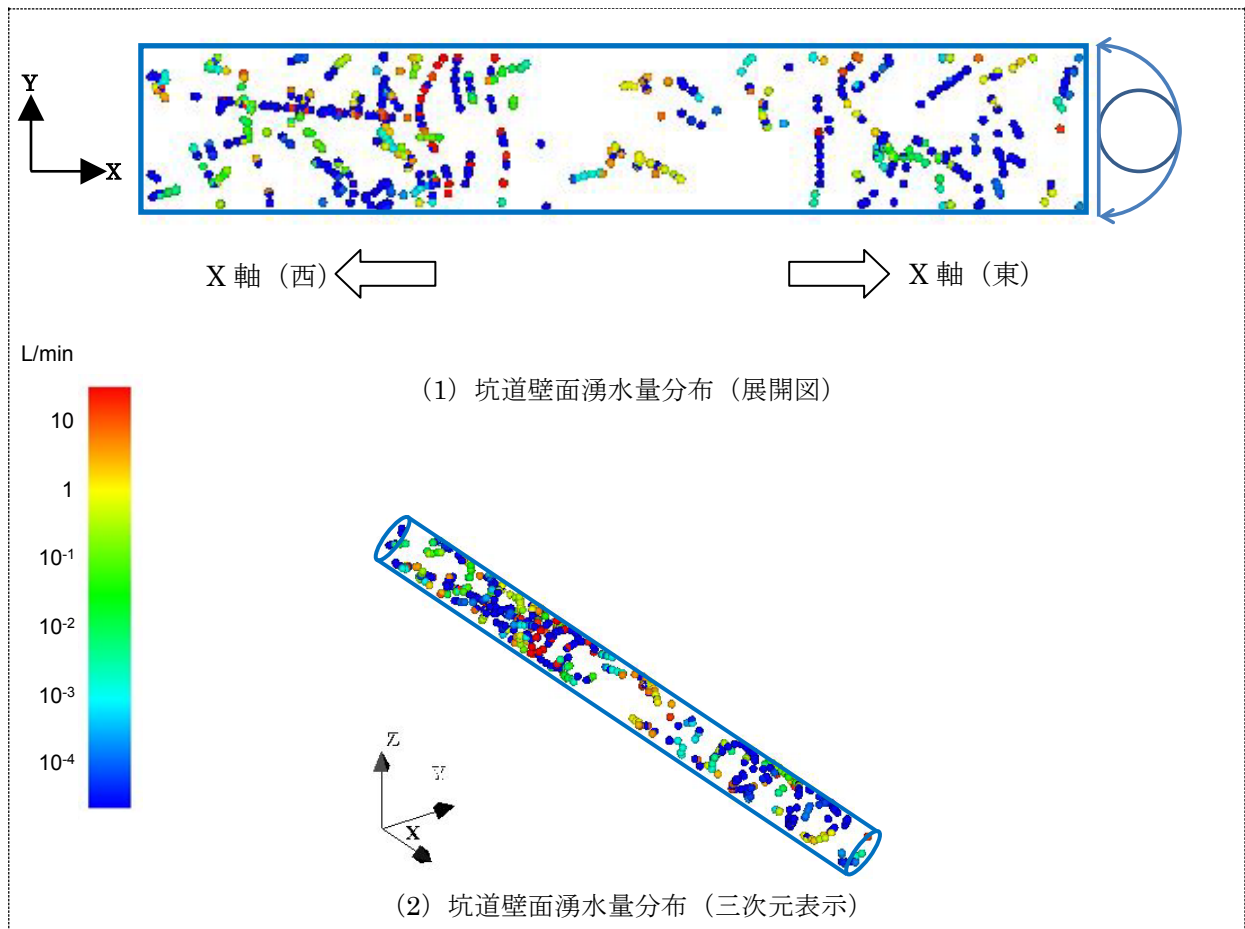 Y
X
X 軸（西）
X 軸（東）
L/min
（1）坑道壁面湧水量分布（展開図）
10
1
10-1
10-2
10-3
10-4
Z
Y
X
（2）坑道壁面湧水量分布（三次元表示）